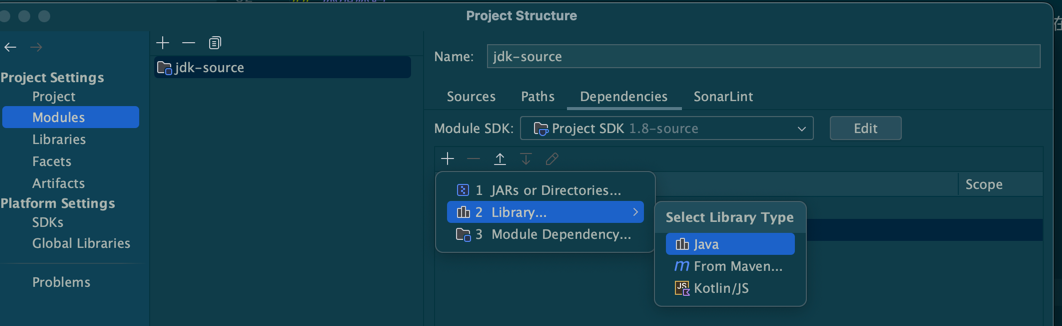 Project Structure
Project Settings
Project
Modules
Libraries
Facets
Artifacts
Platform Settings
SDKs
Global Libraries
Problems
jdk-source
Name: jdk-source
Sources Paths Dependencies SonarLint
Module SDK: Project SDK 1.8-source Edit
Scope
1 JARs or Directories...
2 Library...
3 Module Dependency...
Select Library Type
Java
From Maven...
Kotlin/JS
在